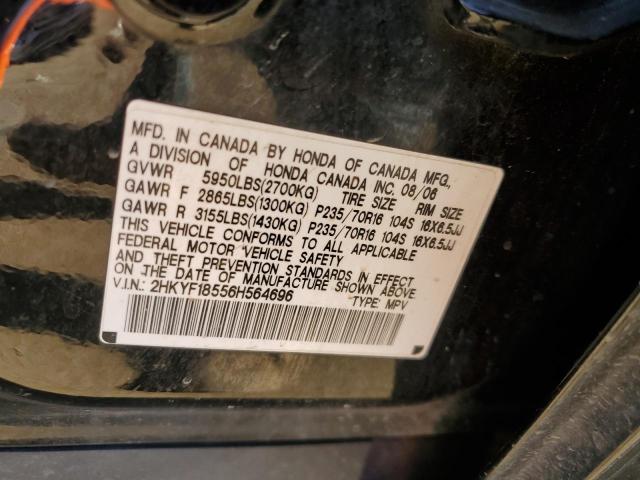 MFD. IN CANADA BY HONDA OF CANADA MFG.,
A DIVISION OF HONDA CANADA INC. 08/06
GVWR 5950LBS(2700KG) TIRE SIZE RIM SIZE
GAWR F 2865LBS(1300KG) P235/70R16 104S 16X6.5JJ
GAWR R 3155LBS(1430KG) P235/70R16 104S 16X6.5JJ
THIS VEHICLE CONFORMS TO ALL APPLICABLE
FEDERAL MOTOR VEHICLE SAFETY
AND THEFT PREVENTION STANDARDS IN EFFECT
ON THE DATE OF MANUFACTURE SHOWN ABOVE
V.I.N.: 2HKYF18556H564696 TYPE: MPV